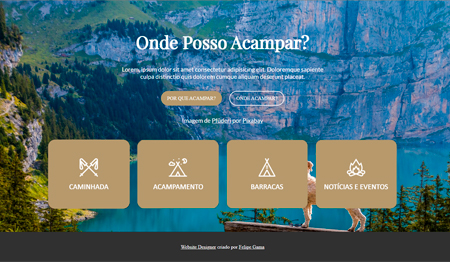 Onde Posso Acampar?
Lorem, ipsum dolor sit amet consectetur adipisicing elit. Doloremque sapiente
culpa distinctio quis dolorem cumque aliquam deserunt placeat.
POR QUE ACAMPAR?
ONDE ACAMPAR?
Imagem de Pfüderi por Pixabay
CAMINHADA
ACAMPAMENTO
BARRACAS
NOTÍCIAS E EVENTOS
Website Designer criado por Felipe Gama